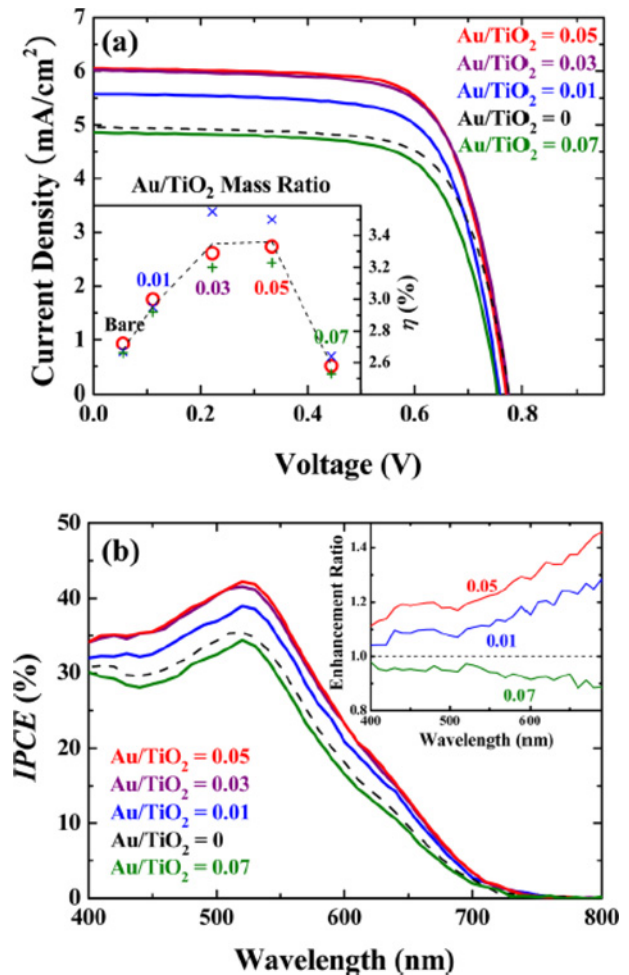 (a)
Au/TiO₂ = 0.05
Au/TiO₂ = 0.03
Au/TiO₂ = 0.01
Au/TiO₂ = 0
Au/TiO₂ = 0.07
7
6
5
4
3
2
1
0
Current Density (mA/cm²)
Au/TiO₂ Mass Ratio
Bare
0.01
0.03
0.05
0.07
3.4
3.2
3.0
2.8
2.6
η (%)
0.0 0.2 0.4 0.6 0.8
Voltage (V)
(b)
50
40
30
20
10
0
IPCE (%)
Au/TiO₂ = 0.05
Au/TiO₂ = 0.03
Au/TiO₂ = 0.01
Au/TiO₂ = 0
Au/TiO₂ = 0.07
1.4
1.2
1.0
0.8
Enhancement Ratio
0.05
0.01
0.07
400 500 600
Wavelength (nm)
400 500 600 700 800
Wavelength (nm)